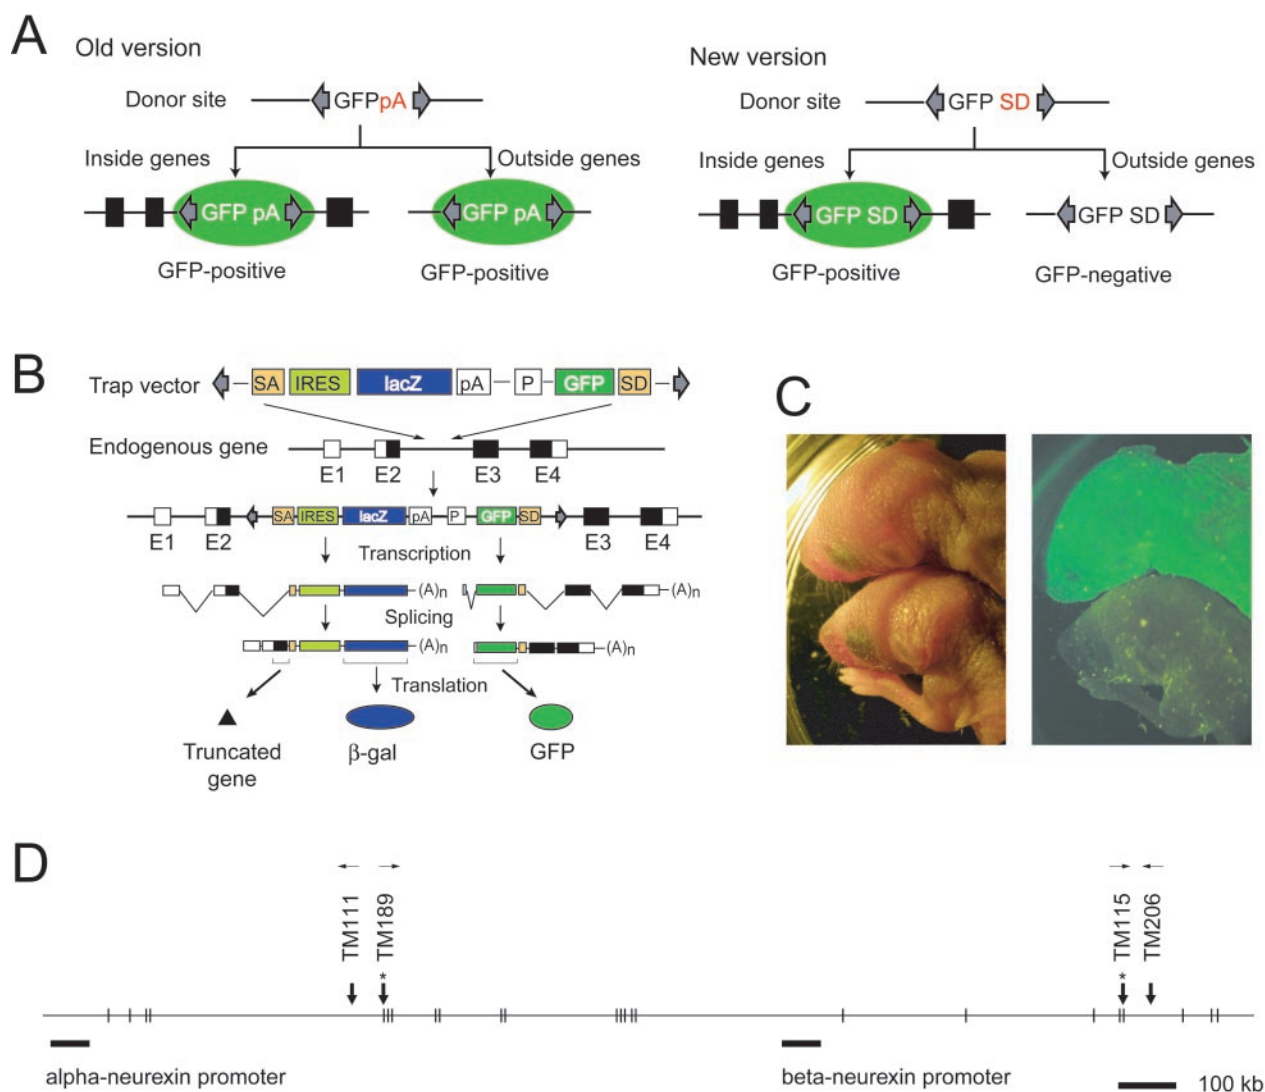 A
Old version
Donor site
GFPpA
Inside genes
Outside genes
GFP pA
GFP pA
GFP-positive
GFP-positive
New version
Donor site
GFP SD
Inside genes
Outside genes
GFP SD
GFP SD
GFP-positive
GFP-negative
B
Trap vector
SA IRES lacZ pA P GFP SD
Endogenous gene
E1 E2 E3 E4
SA IRES lacZ pA P GFP SD
E1 E2 E3 E4
Transcription
(A)n (A)n
Splicing
(A)n (A)n
Translation
Truncated
gene
β-gal
GFP
C
D
TM111
* TM189
* TM115
TM206
alpha-neurexin promoter
beta-neurexin promoter
100 kb